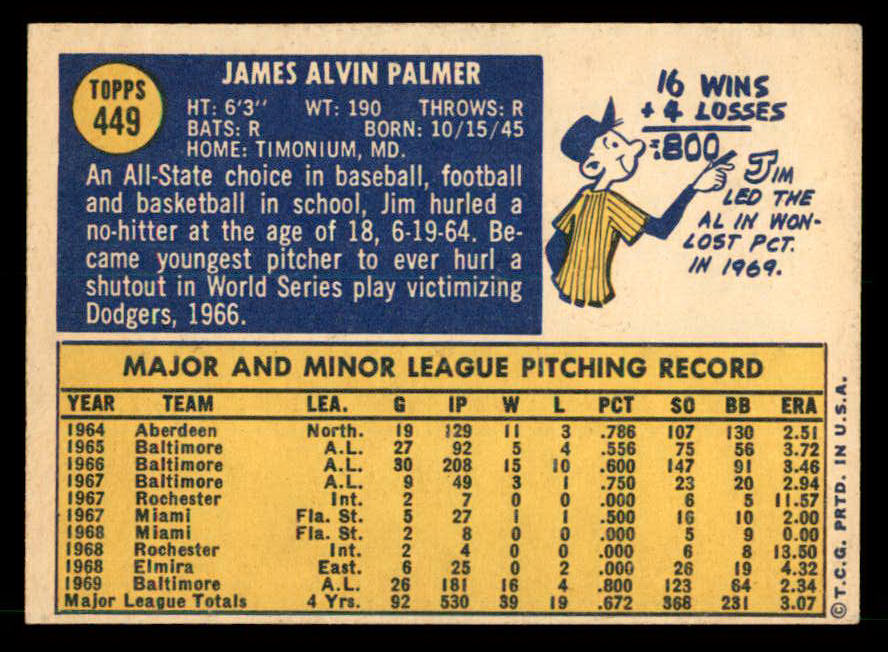 TOPPS
449
JAMES ALVIN PALMER
HT: 6'3'' WT: 190 THROWS: R
BATS: R BORN: 10/15/45
HOME: TIMONIUM, MD.
An All-State choice in baseball, football
and basketball in school, Jim hurled a
no-hitter at the age of 18, 6-19-64. Be-
came youngest pitcher to ever hurl a
shutout in World Series play victimizing
Dodgers, 1966.
16 WINS
+ 4 LOSSES
=.800
JIM
LED THE
AL IN WON-
LOST PCT.
IN 1969.
MAJOR AND MINOR LEAGUE PITCHING RECORD
YEAR TEAM LEA. G IP W L PCT SO BB ERA
1964 Aberdeen North. 19 129 11 3 .786 107 130 2.51
1965 Baltimore A.L. 27 92 5 4 .556 75 56 3.72
1966 Baltimore A.L. 30 208 15 10 .600 147 91 3.46
1967 Baltimore A.L. 9 49 3 1 .750 23 20 2.94
1967 Rochester Int. 2 7 0 0 .000 6 5 11.57
1967 Miami Fla. St. 5 27 1 1 .500 16 10 2.00
1968 Miami Fla. St. 2 8 0 0 .000 5 9 0.00
1968 Rochester Int. 2 4 0 0 .000 6 8 13.50
1968 Elmira East. 6 25 0 2 .000 26 19 4.32
1969 Baltimore A.L. 26 181 16 4 .800 123 64 2.34
Major League Totals 4 Yrs. 92 530 39 19 .672 368 231 3.07
© T.C.G. PRTD. IN U.S.A.